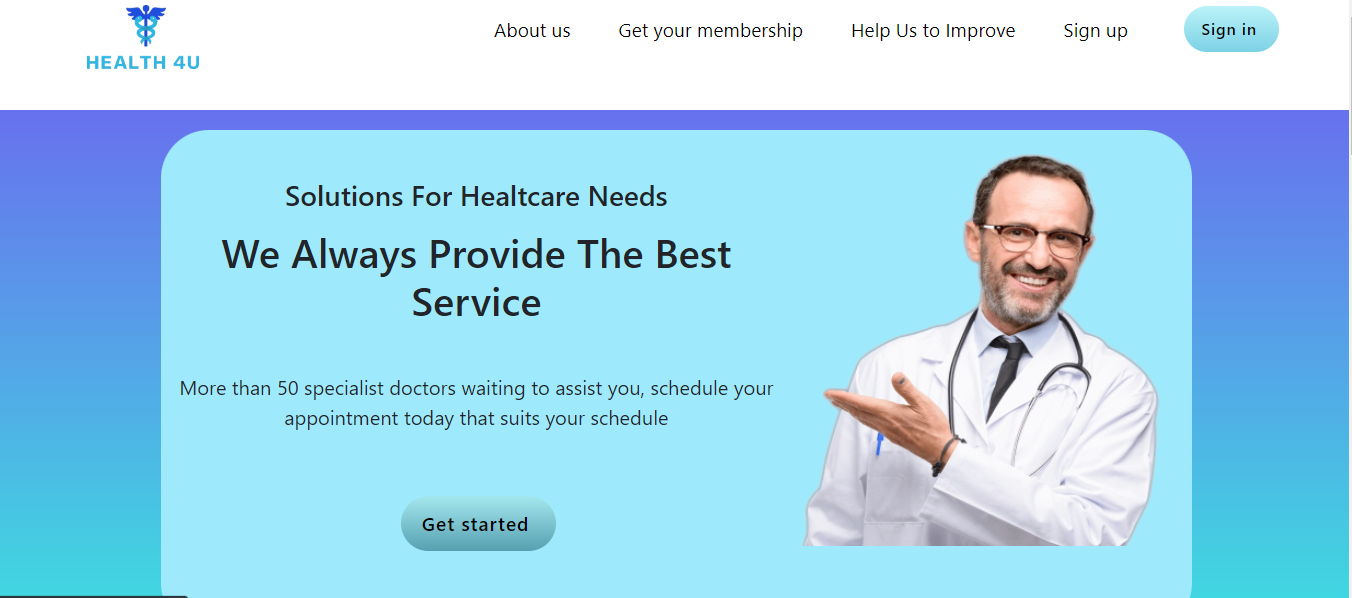 HEALTH 4U
About us
Get your membership
Help Us to Improve
Sign up
Sign in
Solutions For Healtcare Needs
We Always Provide The Best
Service
More than 50 specialist doctors waiting to assist you, schedule your
appointment today that suits your schedule
Get started